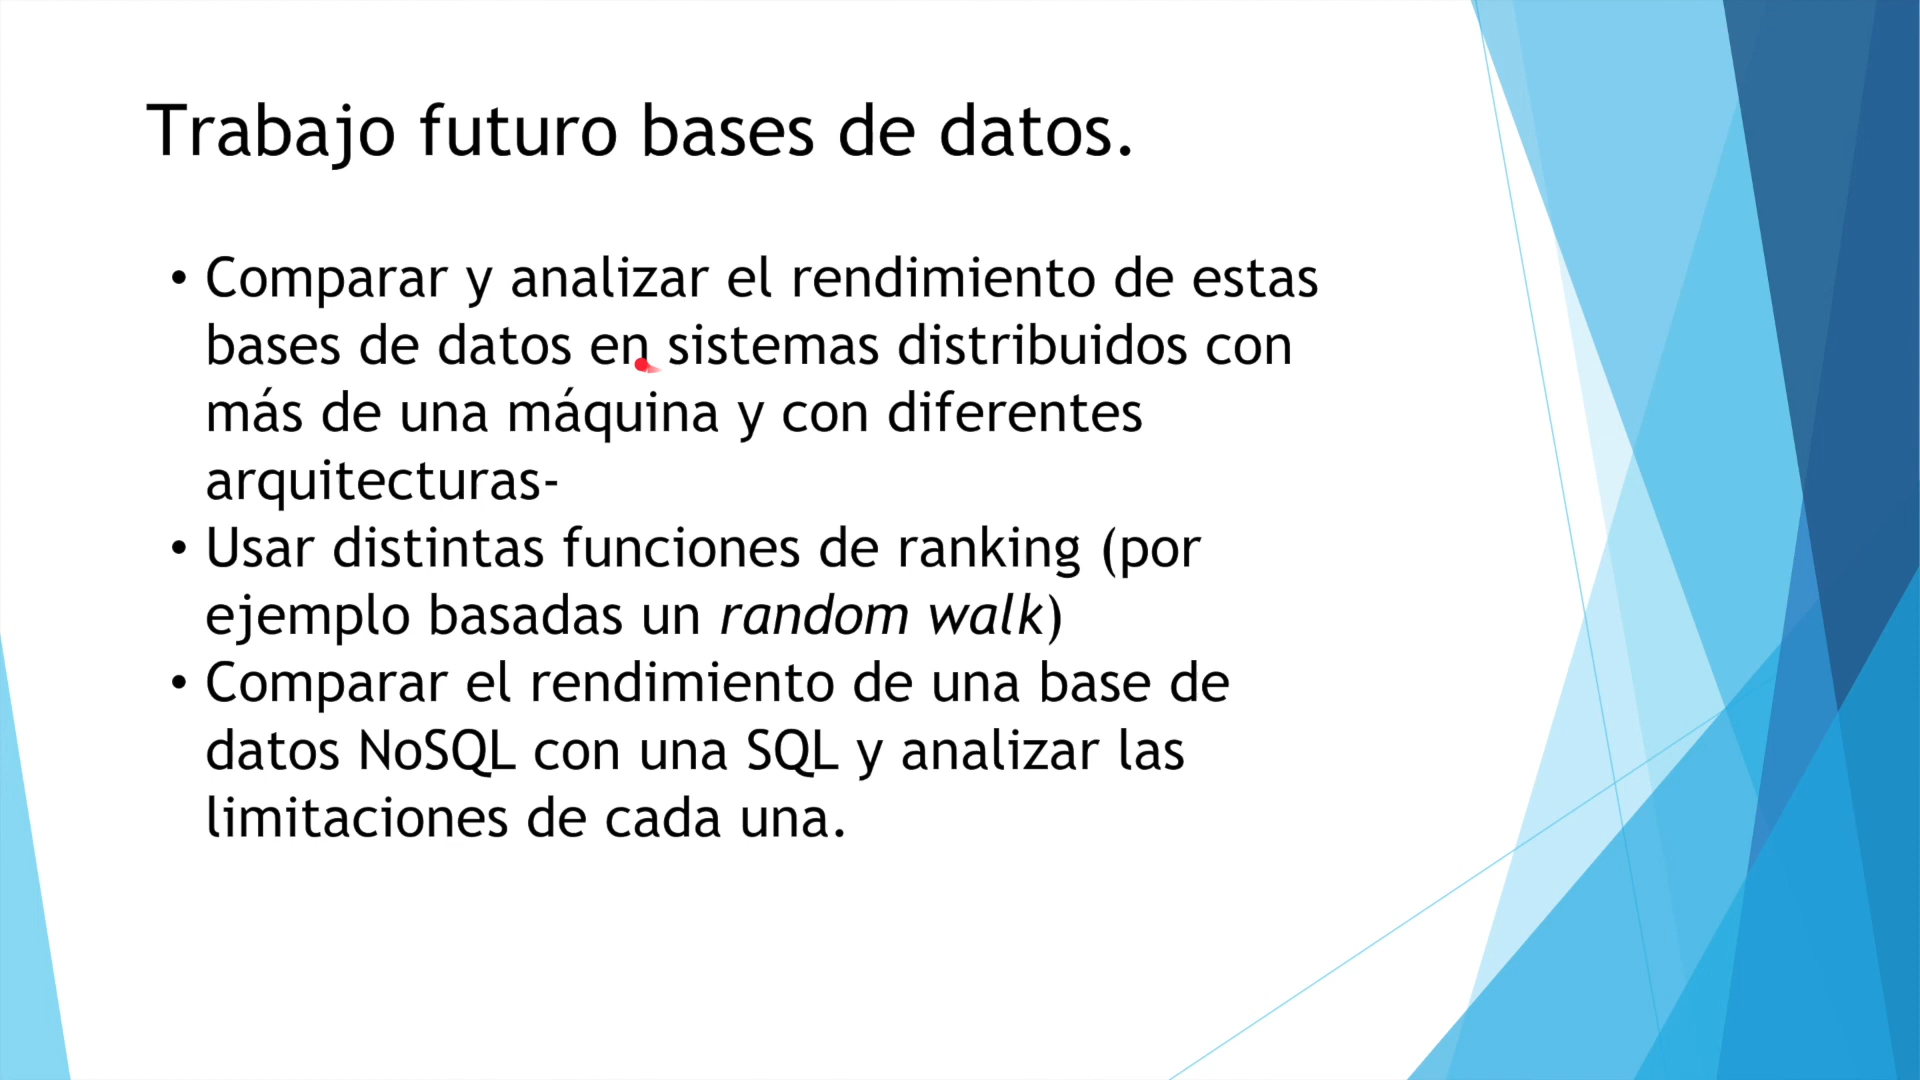 Trabajo futuro bases de datos.
• Comparar y analizar el rendimiento de estas
bases de datos en sistemas distribuidos con
más de una máquina y con diferentes
arquitecturas-
• Usar distintas funciones de ranking (por
ejemplo basadas un random walk)
• Comparar el rendimiento de una base de
datos NoSQL con una SQL y analizar las
limitaciones de cada una.